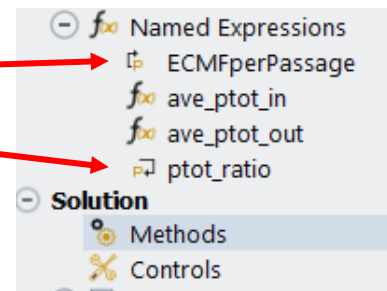 Named Expressions
ECMFperPassage
ave_ptot_in
ave_ptot_out
ptot_ratio
Solution
Methods
Controls